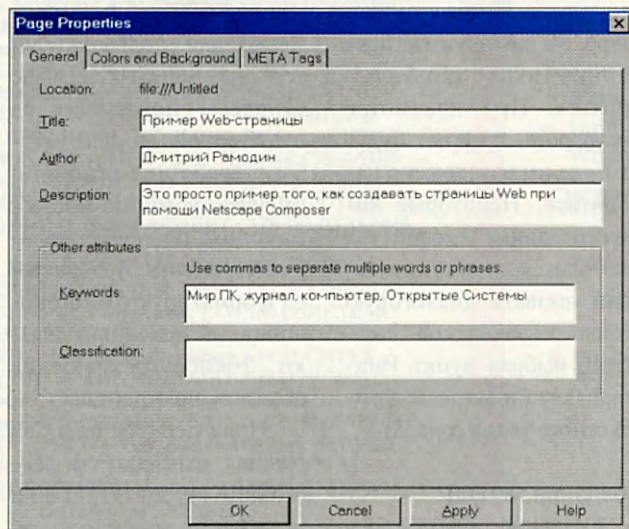 Page Properties
General Colors and Background META Tags
Location: file:///Untitled
Title: Пример Web-страницы
Author: Дмитрий Рамодин
Description: Это просто пример того, как создавать страницы Web при
помощи Netscape Composer
Other attributes
Use commas to separate multiple words or phrases.
Keywords: Мир ПК, журнал, компьютер, Открытые Системы
Classification:
OK Cancel Apply Help